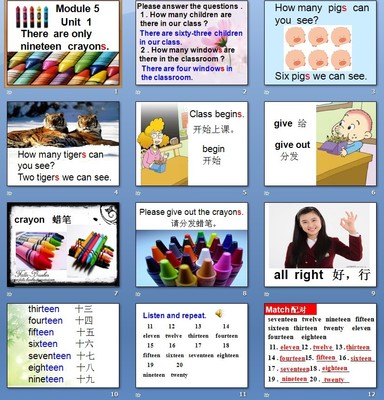 Module 5
Unit 1
There are only
nineteen crayons.
1
Please answer the questions .
1 . How many children are
there in our class ?
There are sixty-three children
in our class.
2 . How many windows are
there in the classroom ?
There are four windows in
the classroom.
2
How many pigs can
you see?
Six pigs we can see.
3
How many tigers can
you see?
Two tigers we can see.
4
Class begins.
开始上课。
begin
开始
5
give 给
give out
分发
6
crayon 蜡笔
7
Please give out the crayons.
请分发蜡笔。
8
all right 好，行
9
thirteen 十三
fourteen 十四
fifteen 十五
sixteen 十六
seventeen 十七
eighteen 十八
nineteen 十九
10
Listen and repeat.
11 12 13 14
eleven twelve thirteen fourteen
15 16 17 18
fifteen sixteen seventeen eighteen
19 20
nineteen twenty
11
Match配对
seventeen twelve nineteen fifteen
sixteen thirteen twenty eleven
fourteen eighteen
11. eleven 12. twelve 13. thirteen
14. fourteen 15. fifteen 16. sixteen
17. seventeen 18. eighteen
19. nineteen 20. twenty
12